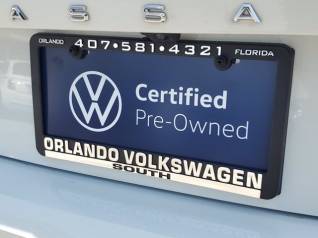 ASSA
ORLANDO 407•581•4321 FLORIDA
Certified
Pre-Owned
ORLANDO VOLKSWAGEN
SOUTH